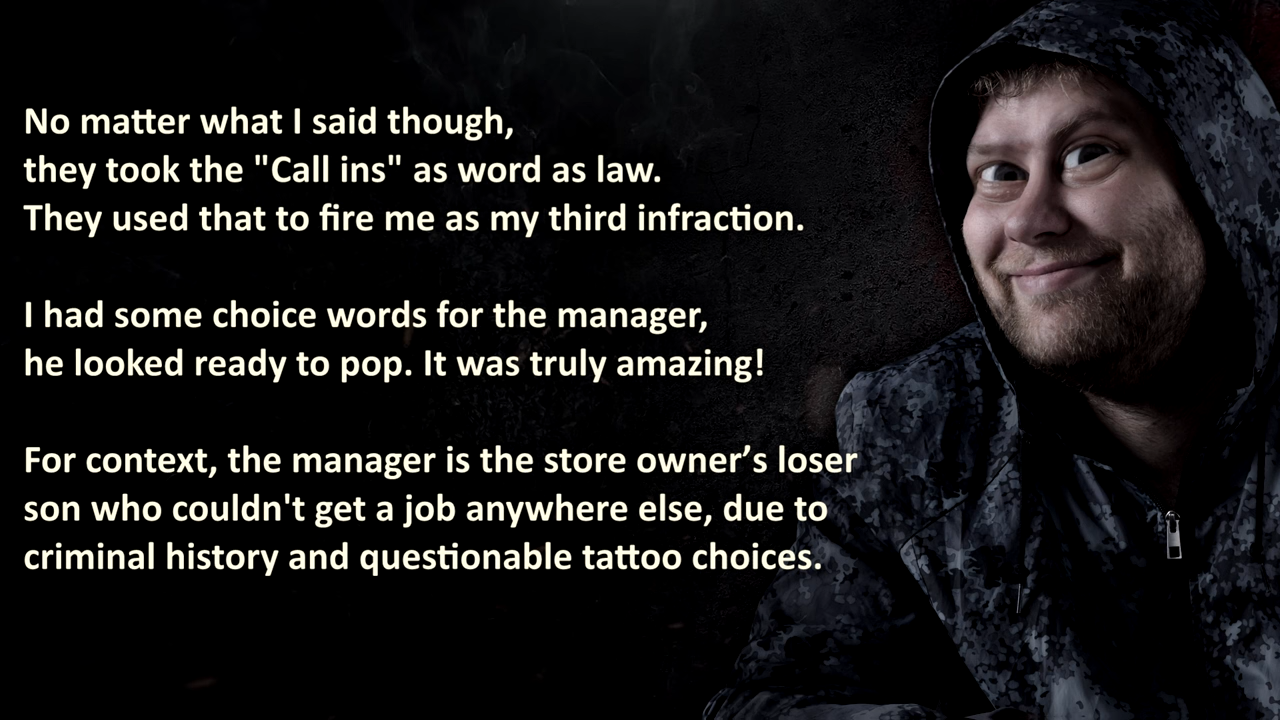 No matter what I said though,
they took the "Call ins" as word as law.
They used that to fire me as my third infraction.
I had some choice words for the manager,
he looked ready to pop. It was truly amazing!
For context, the manager is the store owner’s loser
son who couldn't get a job anywhere else, due to
criminal history and questionable tattoo choices.